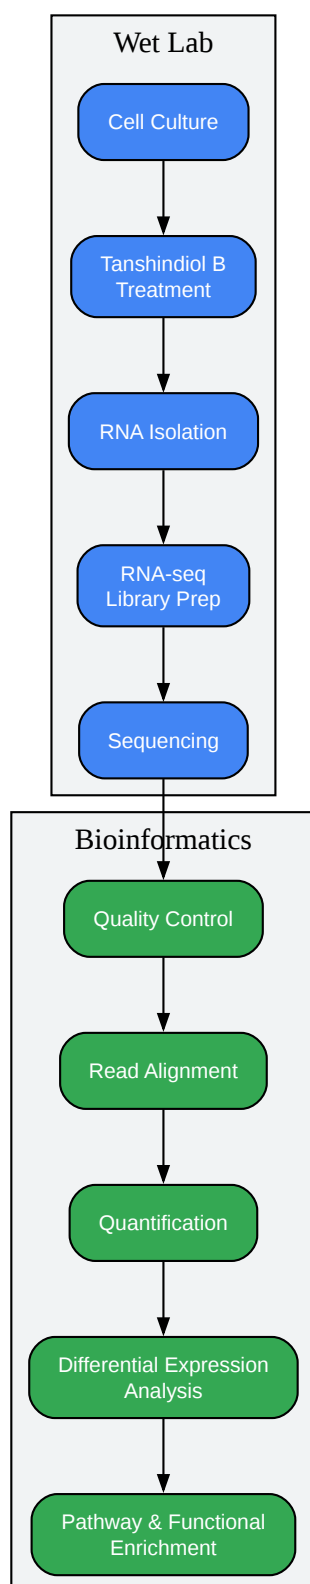 Wet Lab
Cell Culture
Tanshindiol B
Treatment
RNA Isolation
RNA-seq
Library Prep
Sequencing
Bioinformatics
Quality Control
Read Alignment
Quantification
Differential Expression
Analysis
Pathway & Functional
Enrichment